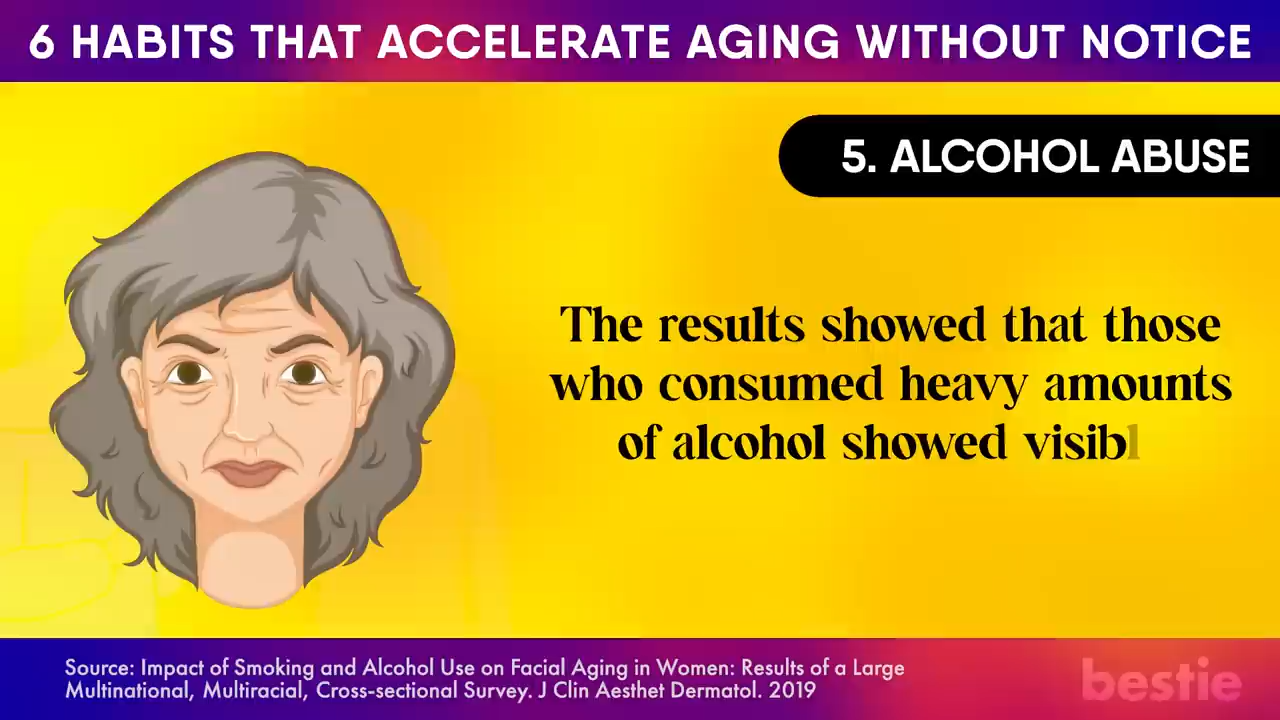 6 HABITS THAT ACCELERATE AGING WITHOUT NOTICE
5. ALCOHOL ABUSE
The results showed that those
who consumed heavy amounts
of alcohol showed visibl
Source: Impact of Smoking and Alcohol Use on Facial Aging in Women: Results of a Large
Multinational, Multiracial, Cross-sectional Survey. J Clin Aesthet Dermatol. 2019
bestie